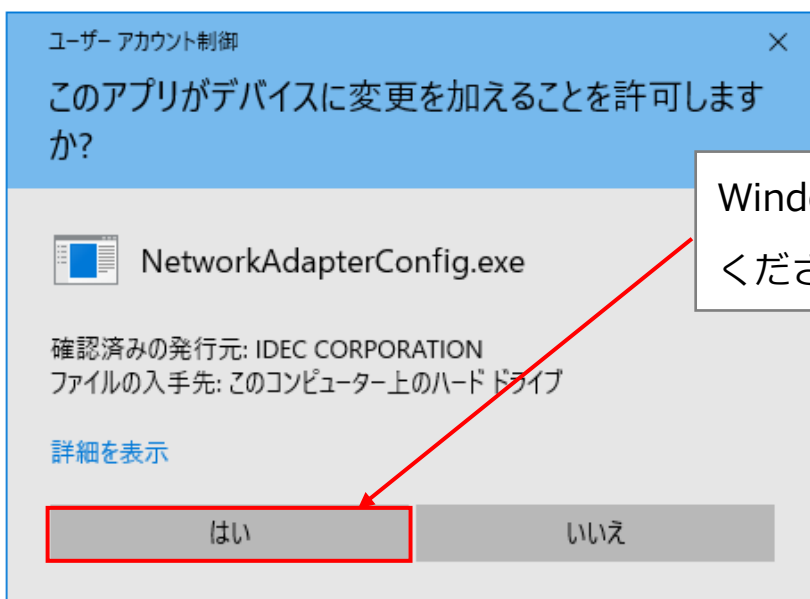 ユーザー アカウント制御
このアプリがデバイスに変更を加えることを許可します
か?
NetworkAdapterConfig.exe
確認済みの発行元: IDEC CORPORATION
ファイルの入手先: このコンピューター上のハード ドライブ
詳細を表示
はい
いいえ